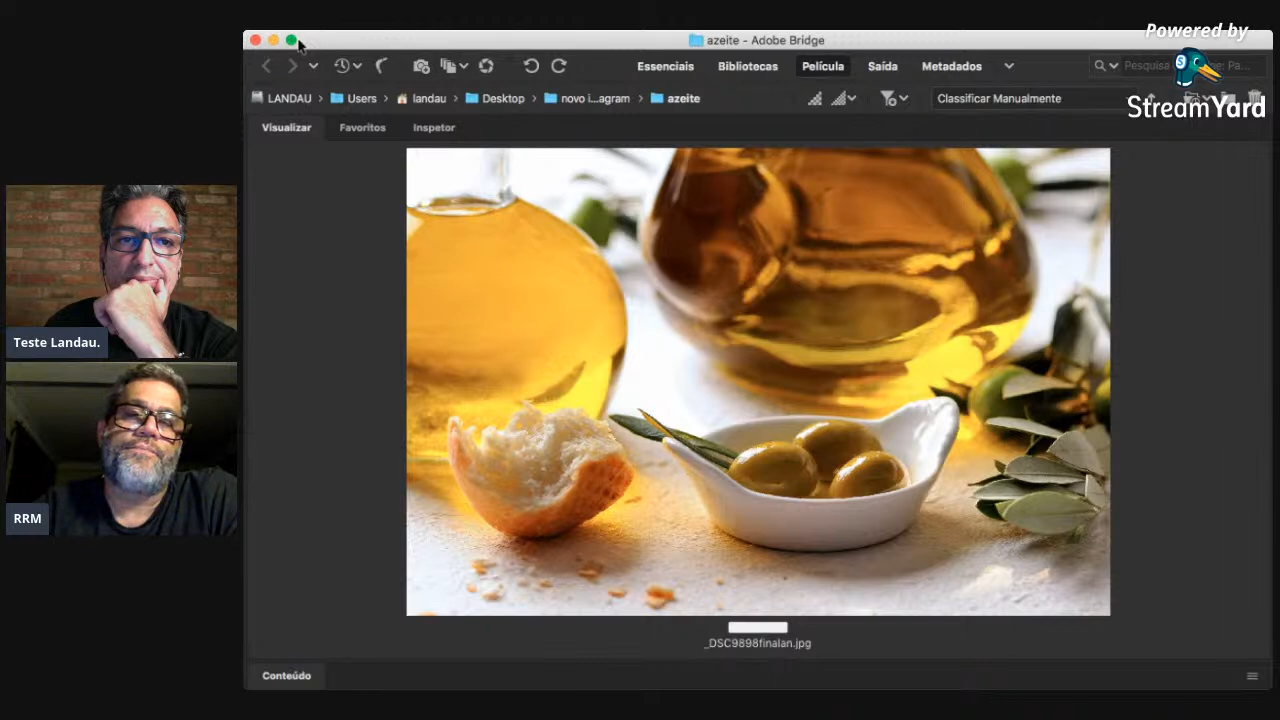 Powered by
StreamYard
azeite - Adobe Bridge
Essenciais Bibliotecas Película Saída Metadados
Pesquisa
LANDAU Users landau Desktop novo i...agram azeite
Classificar Manualmente
Visualizar Favoritos Inspetor
Teste Landau.
RRM
_DSC9898finalan.jpg
Conteúdo